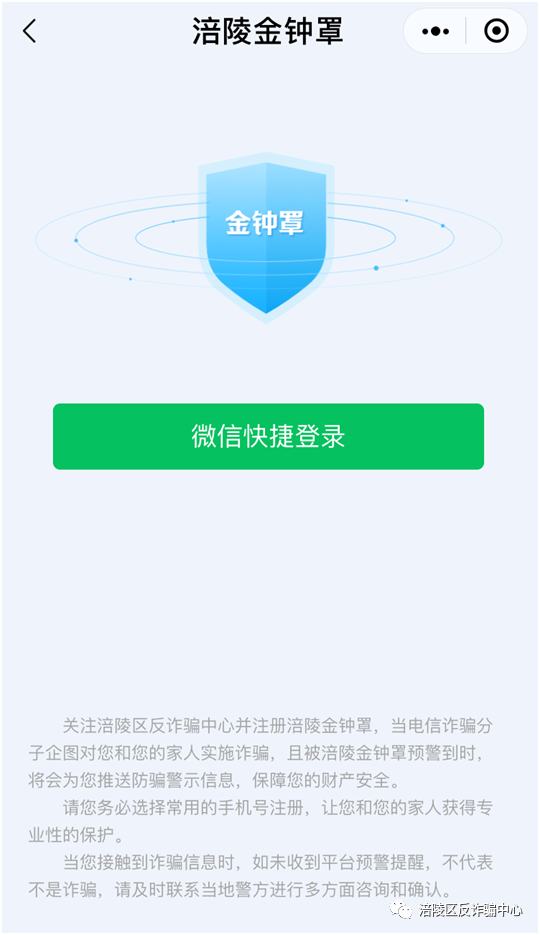 涪陵金钟罩
金钟罩
微信快捷登录
关注涪陵区反诈骗中心并注册涪陵金钟罩，当电信诈骗分
子企图对您和您的家人实施诈骗，且被涪陵金钟罩预警到时，
将会为您推送防骗警示信息，保障您的财产安全。
请您务必选择常用的手机号注册，让您和您的家人获得专
业性的保护。
当您接触到诈骗信息时，如未收到平台预警提醒，不代表
不是诈骗，请及时联系当地警方进行多方面咨询和确认。
涪陵区反诈骗中心